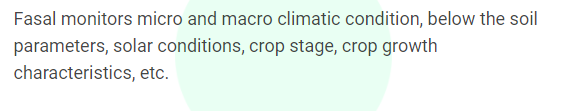 Fasal monitors micro and macro climatic condition, below the soil
parameters, solar conditions, crop stage, crop growth
characteristics, etc.